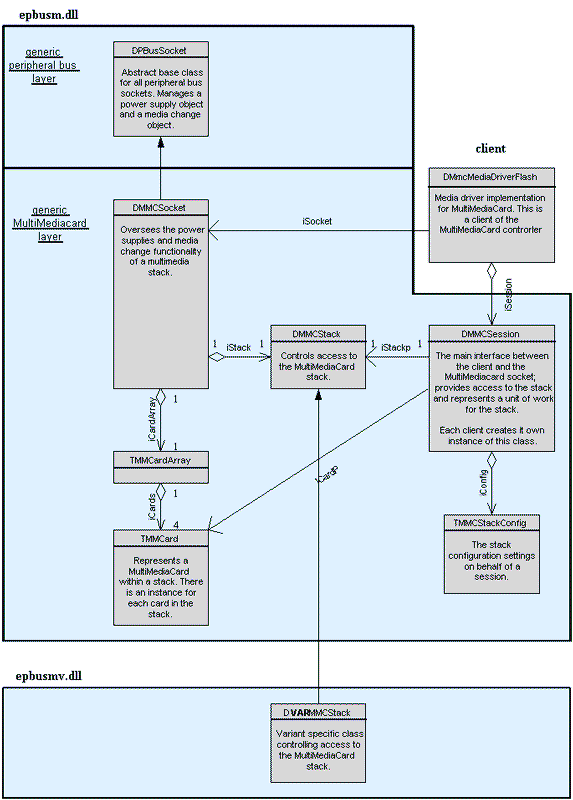 epbusm.dll
generic
peripheral bus
layer
DPBusSocket
Abstract base class
for all peripheral bus
sockets. Manages a
power supply object
and a media change
object.
client
DMmcMediaDriverFlash
Media driver implementation
for MultiMediaCard. This is
a client of the
MultiMediaCard controrler
generic
MultiMediacard
layer
DMMCSocket
Oversees the power
supplies and media
change functionality
of a multimedia
stack.
iSocket
iSession
1 iStack 1
DMMCStack
Controls access to
the MultiMediaCard
stack.
1 iStackp 1
DMMCSession
The main interface between
the client and the
MultiMediacard socket;
provides access to the stack
and represents a unit of work
for the stack.
Each client creates it own
instance of this class.
1
iCardArray
1
TMMCardArray
1
iCards
4
iCardP
iConfig
TMMCard
Represents a
MultiMediaCard
within a stack. There
is an instance for
each card in the
stack.
TMMCStackConfig
The stack
configuration settings
on behalf of a
session.
epbusmv.dll
DVARMMCStack
Variant specific class
controlling access to
the MultiMediaCard
stack.